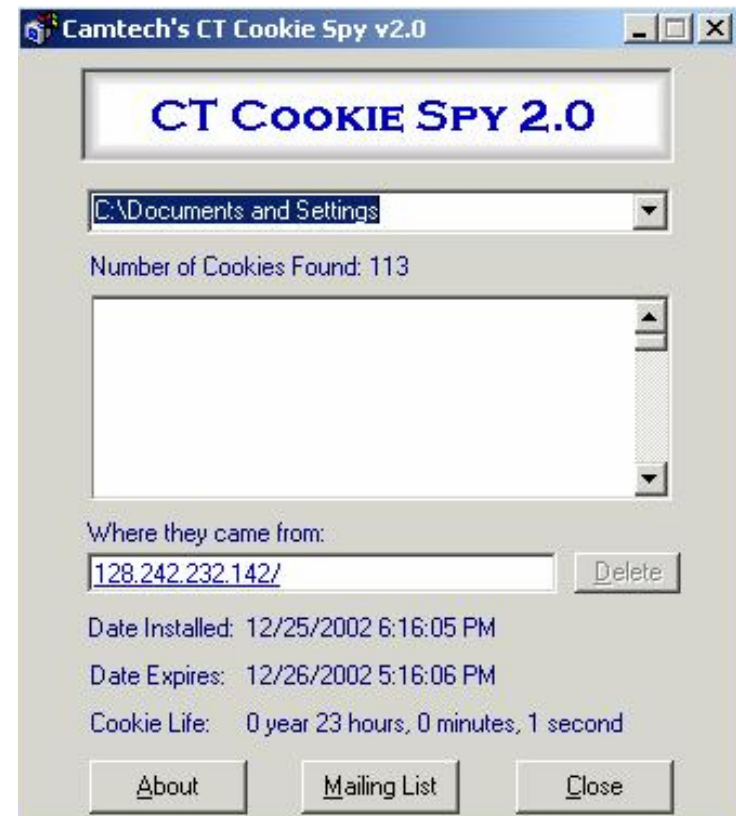 Camtech's CT Cookie Spy v2.0
CT COOKIE SPY 2.0
C:\Documents and Settings
Number of Cookies Found: 113
Where they came from:
128.242.232.142/
Delete
Date Installed: 12/25/2002 6:16:05 PM
Date Expires: 12/26/2002 5:16:06 PM
Cookie Life: 0 year 23 hours, 0 minutes, 1 second
About Mailing List Close